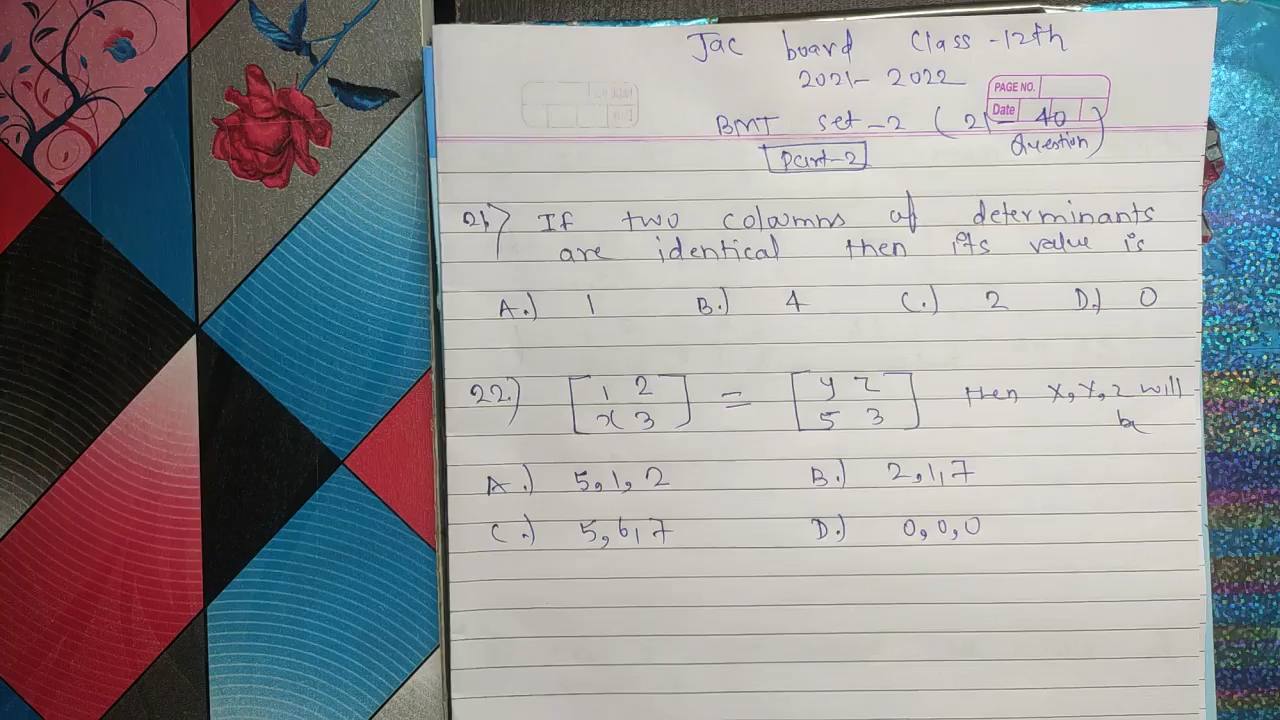 Jac board Class - 12th
2021 - 2022
PAGE NO.
Date
BMT set - 2 (21 - 40
Question)
Part-2
21.) If two columns of determinants
are identical then its value is
A.) 1 B.) 4 C.) 2 D.) 0
22.) [1 2 = [y z then x, y, z will
x 3] 5 3] be
A.) 5, 1, 2 B.) 2, 1, 7
C.) 5, 6, 7 D.) 0, 0, 0